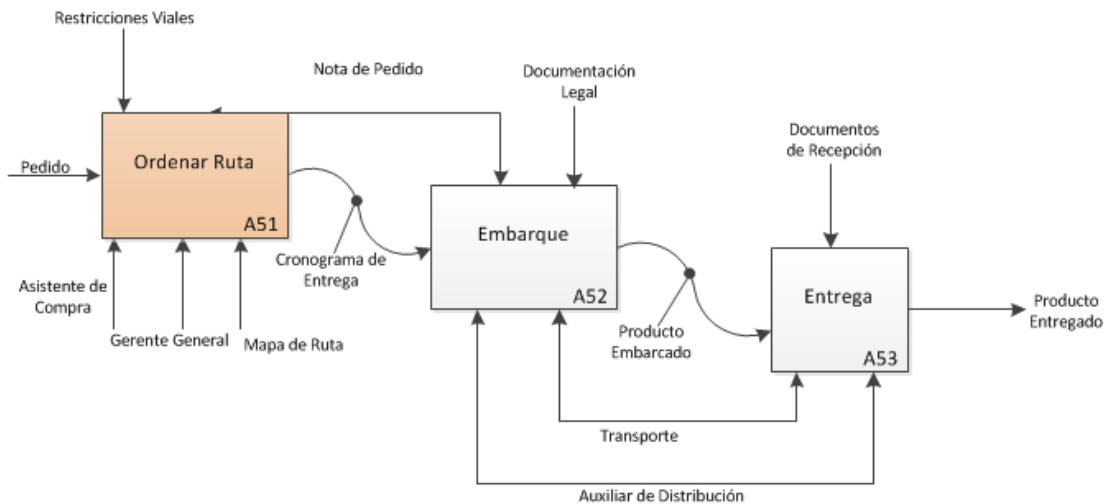 Restricciones Viales
Nota de Pedido
Documentación
Legal
Documentos
de Recepción
Pedido
Ordenar Ruta
A51
Cronograma de
Entrega
Embarque
A52
Asistente de
Compra
Gerente General
Mapa de Ruta
Producto
Embarcado
Entrega
A53
Producto
Entregado
Transporte
Auxiliar de Distribución